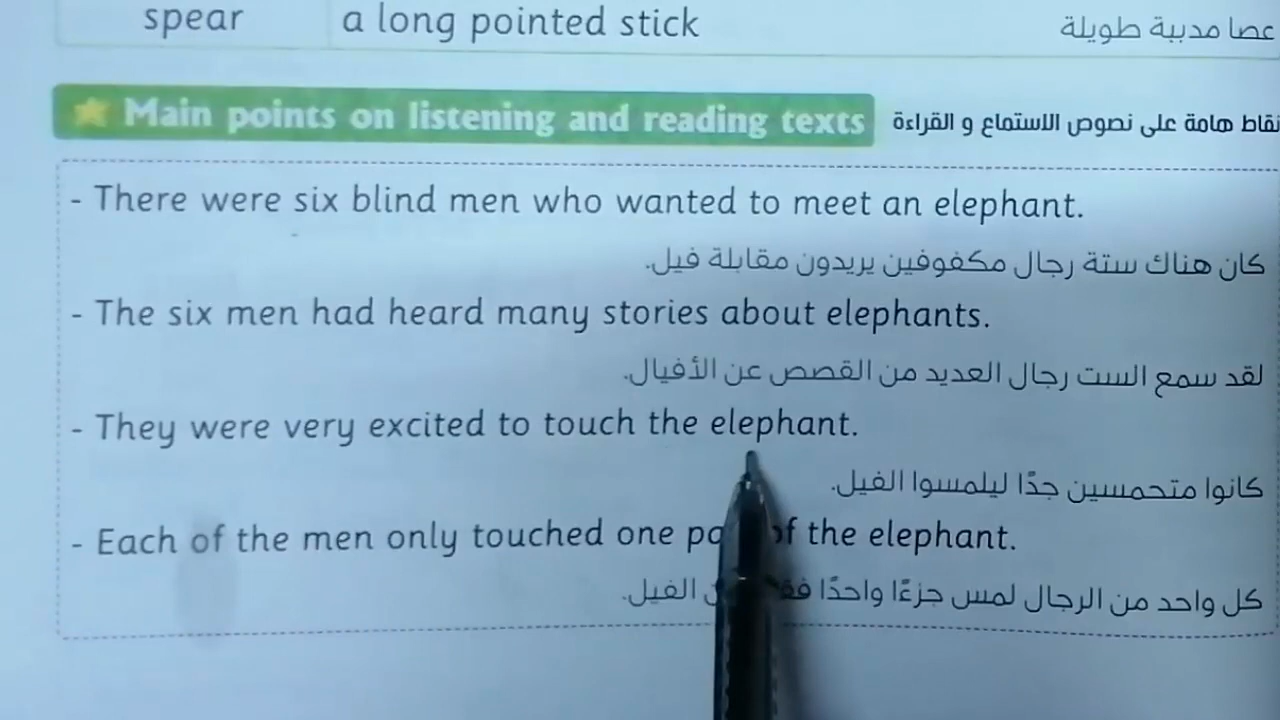 spear a long pointed stick عصا مدببة طويلة
Main points on listening and reading texts نقاط هامة على نصوص الاستماع و القراءة
- There were six blind men who wanted to meet an elephant.
كان هناك ستة رجال مكفوفين يريدون مقابلة فيل.
- The six men had heard many stories about elephants.
لقد سمع الست رجال العديد من القصص عن الأفيال.
- They were very excited to touch the elephant.
كانوا متحمسين جدًا ليلمسوا الفيل.
- Each of the men only touched one of the elephant.
كل واحد من الرجال لمس جزءًا واحدًا الفيل.